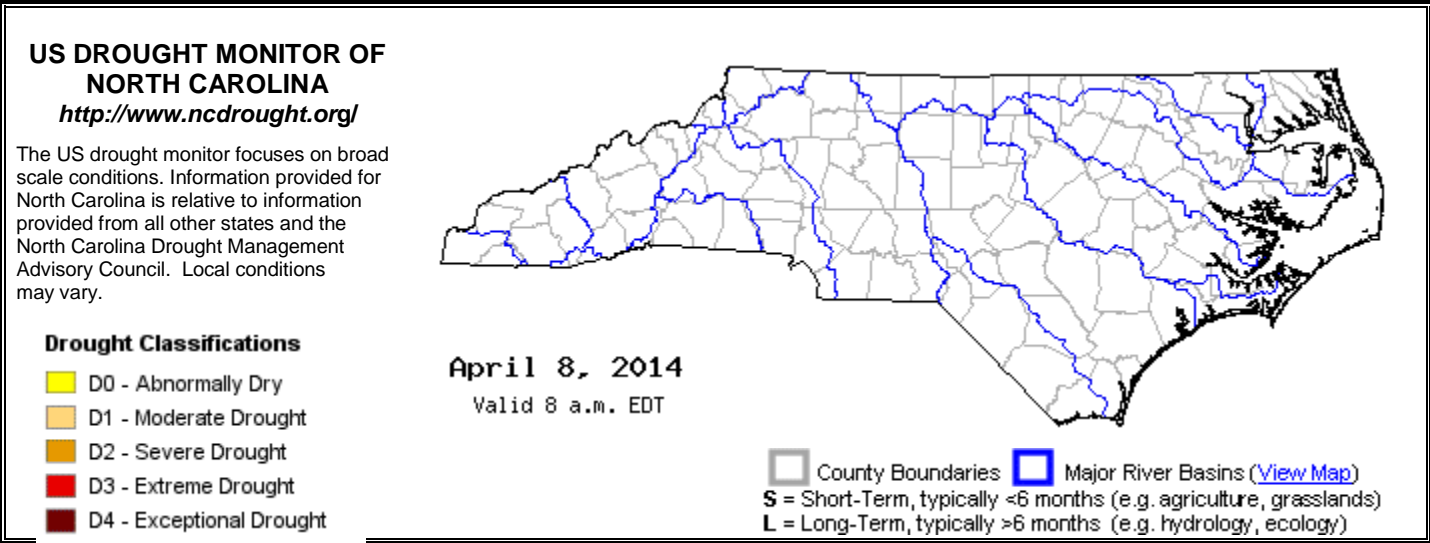 US DROUGHT MONITOR OF
NORTH CAROLINA
http://www.ncdrought.org/
The US drought monitor focuses on broad
scale conditions. Information provided for
North Carolina is relative to information
provided from all other states and the
North Carolina Drought Management
Advisory Council. Local conditions
may vary.
Drought Classifications
D0 - Abnormally Dry
D1 - Moderate Drought
D2 - Severe Drought
D3 - Extreme Drought
D4 - Exceptional Drought
April 8, 2014
Valid 8 a.m. EDT
County Boundaries Major River Basins (View Map)
S = Short-Term, typically <6 months (e.g. agriculture, grasslands)
L = Long-Term, typically >6 months (e.g. hydrology, ecology)